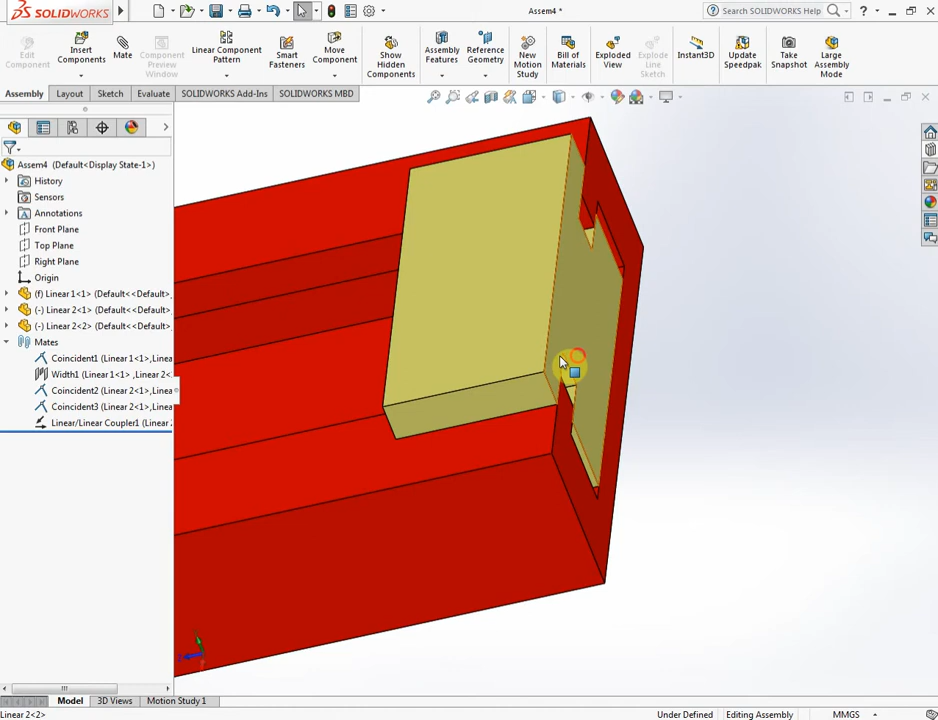 SOLIDWORKS
Assem4 *
Search SOLIDWORKS Help
Edit Component
Insert Components
Mate
Component Preview Window
Linear Component Pattern
Smart Fasteners
Move Component
Show Hidden Components
Assembly Features
Reference Geometry
New Motion Study
Bill of Materials
Exploded View
Explode Line Sketch
Instant3D
Update Speedpak
Take Snapshot
Large Assembly Mode
Assembly Layout Sketch Evaluate SOLIDWORKS Add-Ins SOLIDWORKS MBD
Assem4 (Default<Display State-1>)
History
Sensors
Annotations
Front Plane
Top Plane
Right Plane
Origin
(f) Linear 1<1> (Default<<Default>
(-) Linear 2<1> (Default<<Default>
(-) Linear 2<2> (Default<<Default>
Mates
Coincident1 (Linear 1<1>,Linea
Width1 (Linear 1<1> ,Linear 2<
Coincident2 (Linear 2<1>,Linea
Coincident3 (Linear 2<1>,Linea
Linear/Linear Coupler1 (Linear 2
Z
Model 3D Views Motion Study 1
Linear 2<2> Under Defined Editing Assembly MMGS